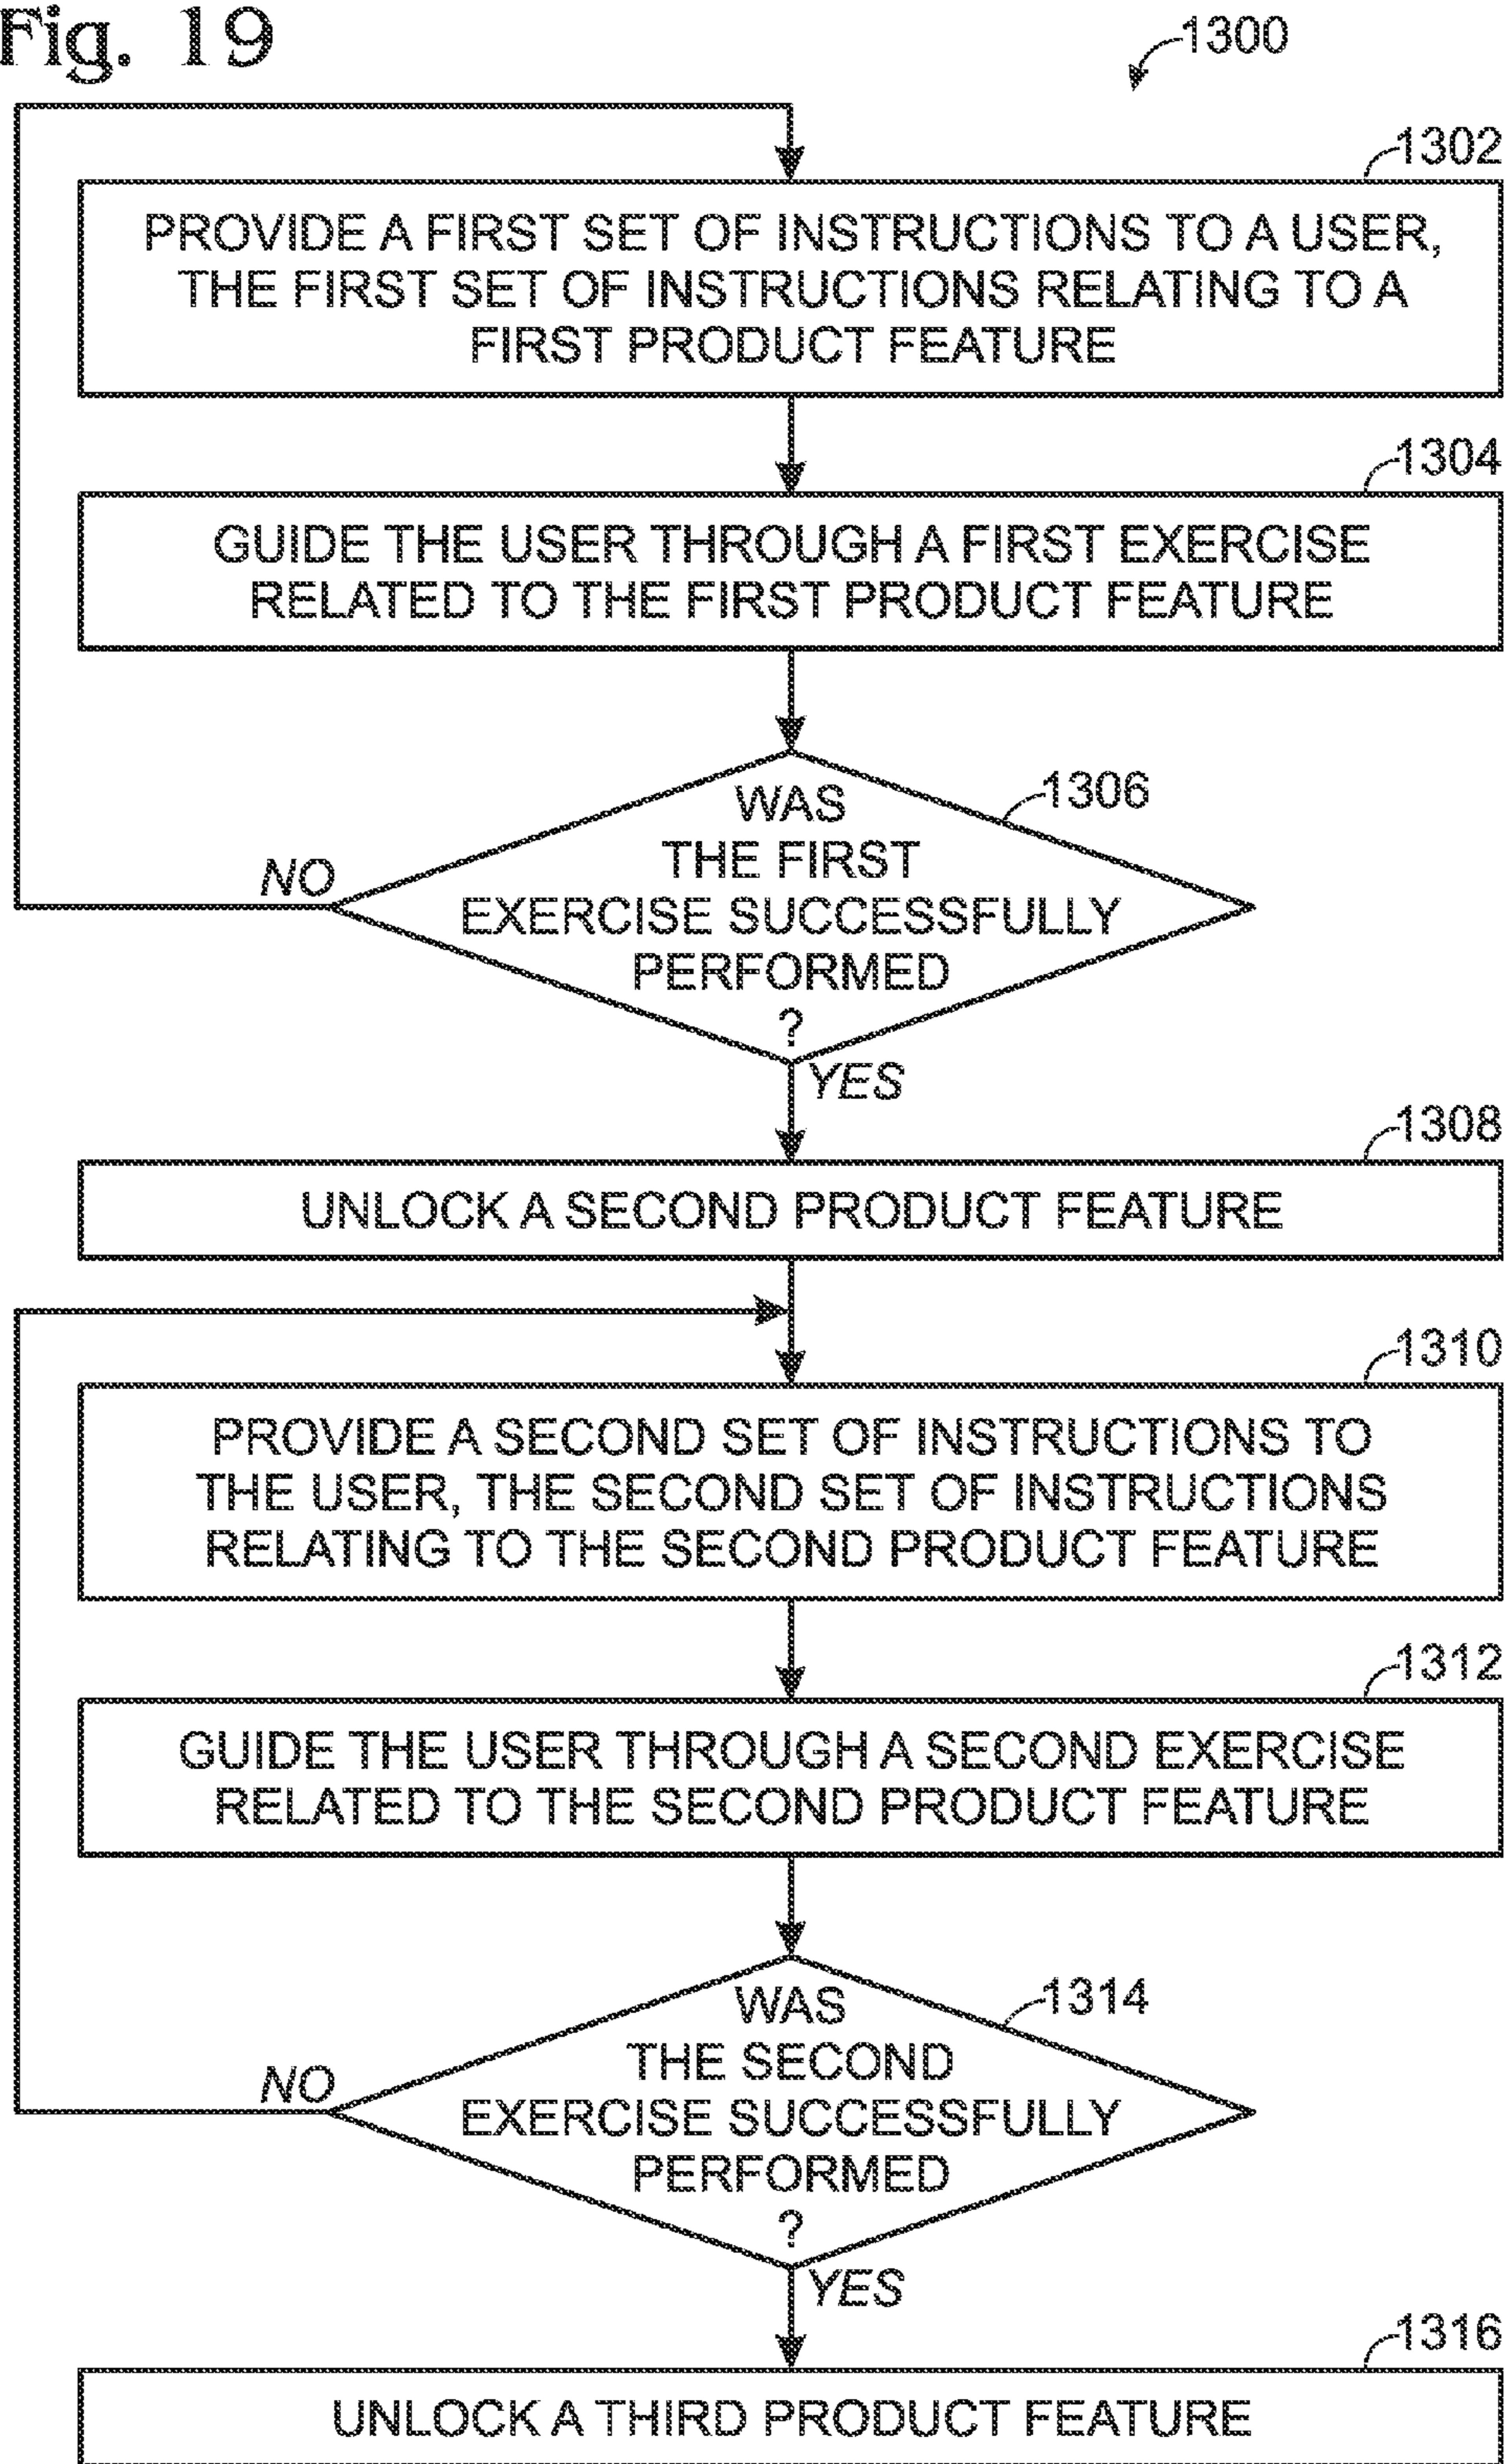 Fig. 19
1300
1302
PROVIDE A FIRST SET OF INSTRUCTIONS TO A USER,
THE FIRST SET OF INSTRUCTIONS RELATING TO A
FIRST PRODUCT FEATURE
1304
GUIDE THE USER THROUGH A FIRST EXERCISE
RELATED TO THE FIRST PRODUCT FEATURE
1306
WAS
THE FIRST
EXERCISE SUCCESSFULLY
PERFORMED
?
NO
YES
1308
UNLOCK A SECOND PRODUCT FEATURE
1310
PROVIDE A SECOND SET OF INSTRUCTIONS TO
THE USER, THE SECOND SET OF INSTRUCTIONS
RELATING TO THE SECOND PRODUCT FEATURE
1312
GUIDE THE USER THROUGH A SECOND EXERCISE
RELATED TO THE SECOND PRODUCT FEATURE
1314
WAS
THE SECOND
EXERCISE SUCCESSFULLY
PERFORMED
?
NO
YES
1316
UNLOCK A THIRD PRODUCT FEATURE